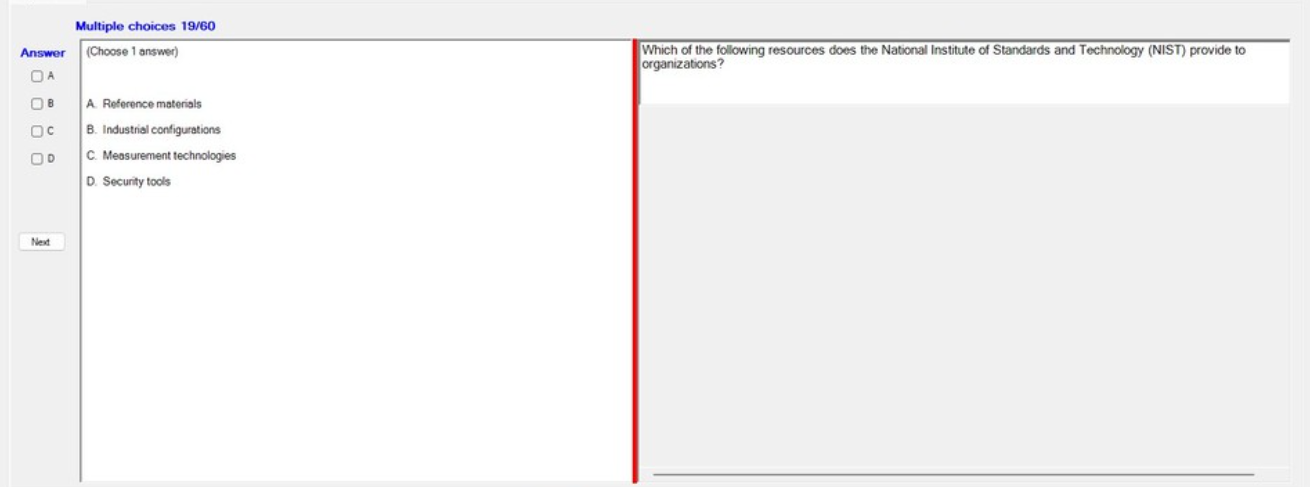 Multiple choices 19/60
Answer
A
B
C
D
Next
(Choose 1 answer)
A. Reference materials
B. Industrial configurations
C. Measurement technologies
D. Security tools
Which of the following resources does the National Institute of Standards and Technology (NIST) provide to
organizations?